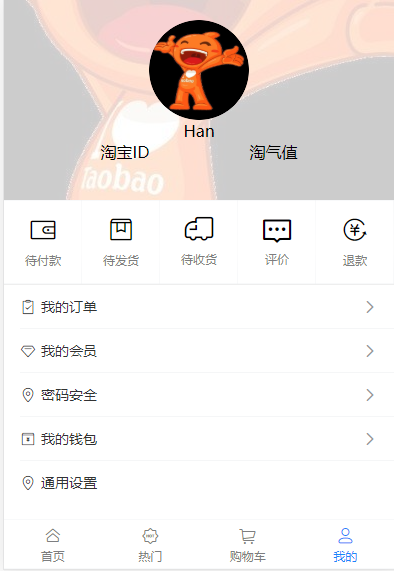 Han
淘宝ID 淘气值
Taobao
待付款 待发货 待收货 评价 退款
我的订单
我的会员
密码安全
我的钱包
通用设置
首页 热门 购物车 我的